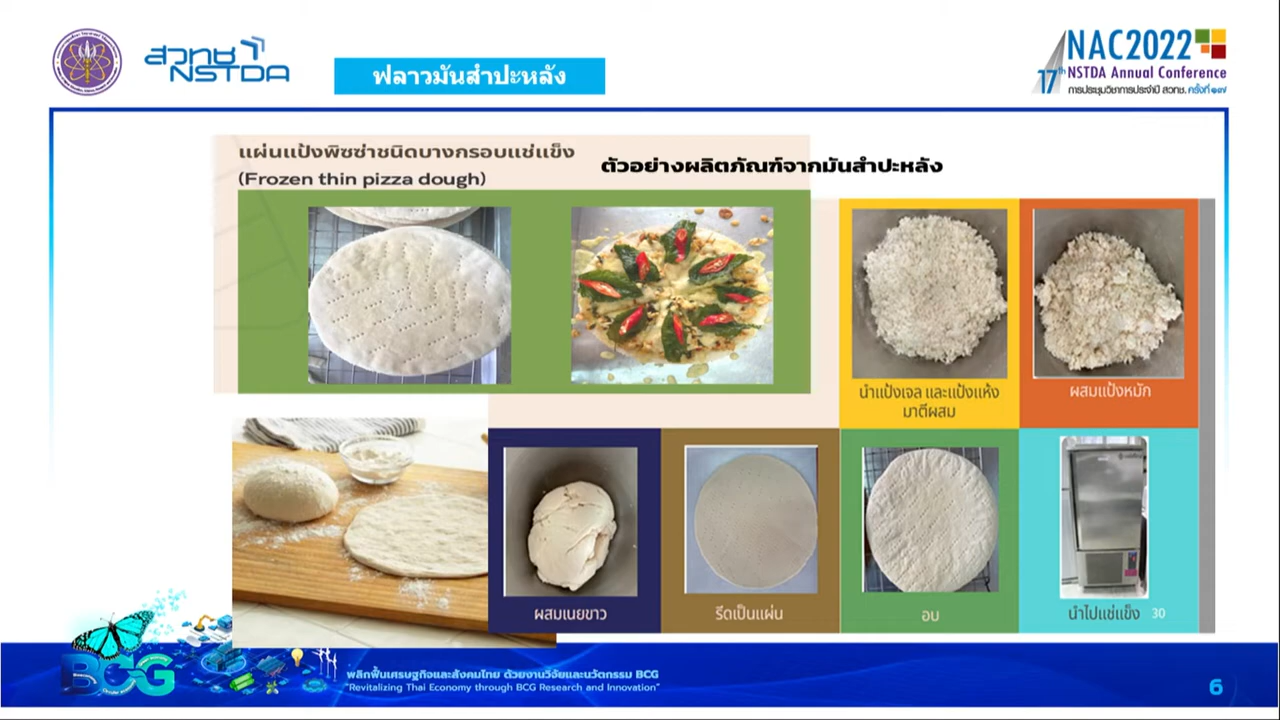 สวทช
NSTDA
ฟลาวมันสำปะหลัง
NAC2022
17th NSTDA Annual Conference
การประชุมวิชาการประจำปี สวทช. ครั้งที่ ๑๗
แผ่นแป้งพิซซ่าชนิดบางกรอบแช่แข็ง
(Frozen thin pizza dough)
ตัวอย่างผลิตภัณฑ์จากมันสำปะหลัง
นำแป้งเจล และแป้งแห้ง
มาตีผสม
ผสมแป้งหมัก
ผสมเนยขาว
รีดเป็นแผ่น
อบ
นำไปแช่แข็ง 30
BCG
พลิกฟื้นเศรษฐกิจและสังคมไทย ด้วยงานวิจัยและนวัตกรรม BCG
"Revitalizing Thai Economy through BCG Research and Innovation"
6